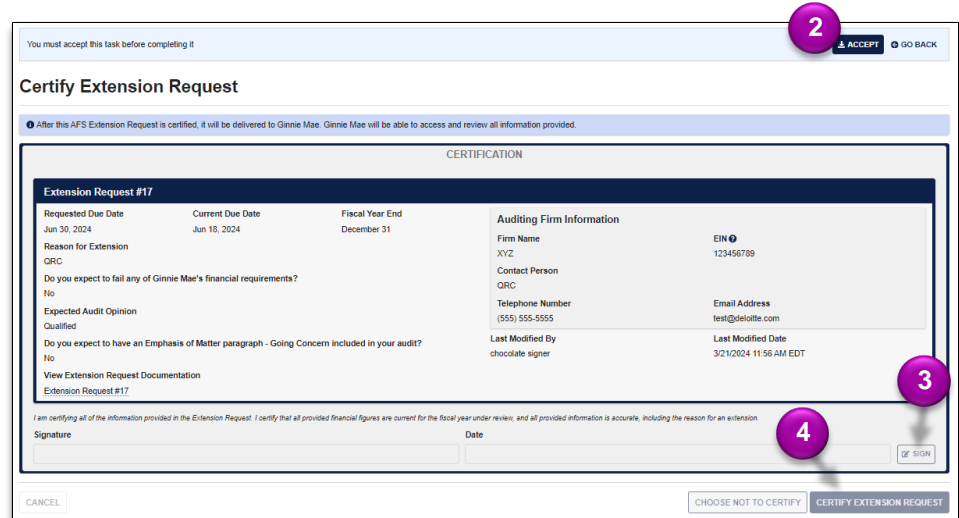 2
You must accept this task before completing it
ACCEPT
GO BACK
Certify Extension Request
After this AFS Extension Request is certified, it will be delivered to Ginnie Mae. Ginnie Mae will be able to access and review all information provided.
CERTIFICATION
Extension Request #17
Requested Due Date Current Due Date Fiscal Year End
Jun 30, 2024 Jun 18, 2024 December 31
Reason for Extension
QRC
Do you expect to fail any of Ginnie Mae's financial requirements?
No
Expected Audit Opinion
Qualified
Do you expect to have an Emphasis of Matter paragraph - Going Concern included in your audit?
No
View Extension Request Documentation
Extension Request #17
Auditing Firm Information
Firm Name EIN
XYZ 123456789
Contact Person
QRC
Telephone Number Email Address
(555) 555-5555 test@deloitte.com
Last Modified By Last Modified Date
chocolate signer 3/21/2024 11:56 AM EDT
3
I am certifying all of the information provided in the Extension Request. I certify that all provided financial figures are current for the fiscal year under review, and all provided information is accurate, including the reason for an extension.
Signature Date
4
SIGN
CANCEL
CHOOSE NOT TO CERTIFY
CERTIFY EXTENSION REQUEST